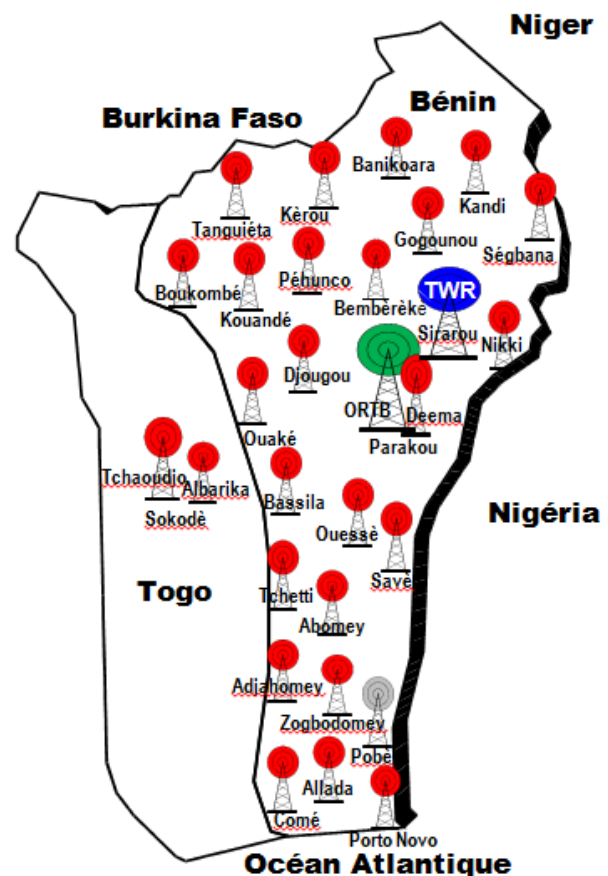 Niger
Bénin
Burkina Faso
Banikoara
Kandi
Kèrou
Tanguiéta
Gogounou
Ségbana
Péhunco
Boukombé
Kouandé
Bembèrèkè
TWR
Sirarou
Nikki
Djougou
ORTB
Deema
Ouaké
Parakou
Tchaoudio
Albarika
Bassila
Sokodè
Nigéria
Ouessè
Savè
Togo
Tchetti
Abomey
Adjahomey
Zogbodomey
Pobè
Allada
Comé
Porto Novo
Océan Atlantique